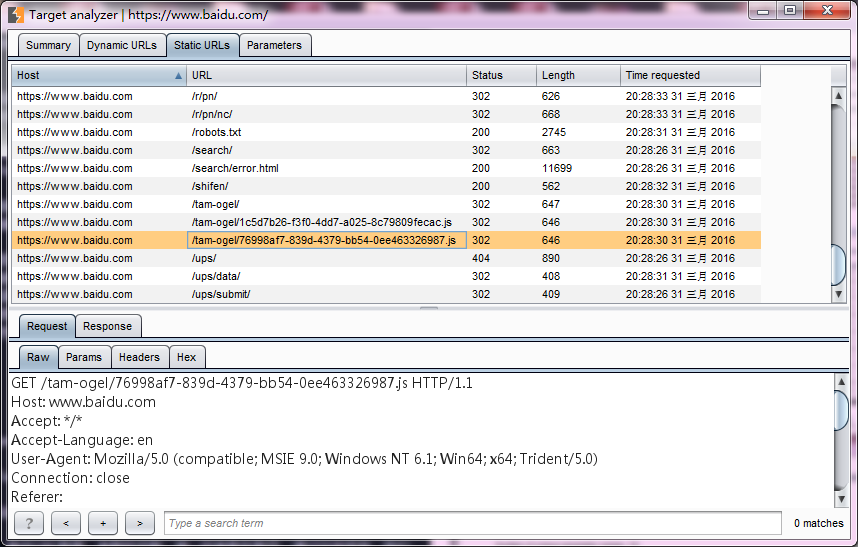 Target analyzer | https://www.baidu.com/
Summary Dynamic URLs Static URLs Parameters
Host URL Status Length Time requested
https://www.baidu.com /r/pn/ 302 626 20:28:33 31 三月 2016
https://www.baidu.com /r/pn/nc/ 302 668 20:28:33 31 三月 2016
https://www.baidu.com /robots.txt 200 2745 20:28:31 31 三月 2016
https://www.baidu.com /search/ 302 663 20:28:26 31 三月 2016
https://www.baidu.com /search/error.html 200 11699 20:28:26 31 三月 2016
https://www.baidu.com /shifen/ 200 562 20:28:32 31 三月 2016
https://www.baidu.com /tam-ogel/ 302 647 20:28:30 31 三月 2016
https://www.baidu.com /tam-ogel/1c5d7b26-f3f0-4dd7-a025-8c79809fecac.js 302 646 20:28:30 31 三月 2016
https://www.baidu.com /tam-ogel/76998af7-839d-4379-bb54-0ee463326987.js 302 646 20:28:30 31 三月 2016
https://www.baidu.com /ups/ 404 890 20:28:26 31 三月 2016
https://www.baidu.com /ups/data/ 302 408 20:28:31 31 三月 2016
https://www.baidu.com /ups/submit/ 302 409 20:28:26 31 三月 2016
Request Response
Raw Params Headers Hex
GET /tam-ogel/76998af7-839d-4379-bb54-0ee463326987.js HTTP/1.1
Host: www.baidu.com
Accept: */*
Accept-Language: en
User-Agent: Mozilla/5.0 (compatible; MSIE 9.0; Windows NT 6.1; Win64; x64; Trident/5.0)
Connection: close
Referer:
? < + > Type a search term 0 matches